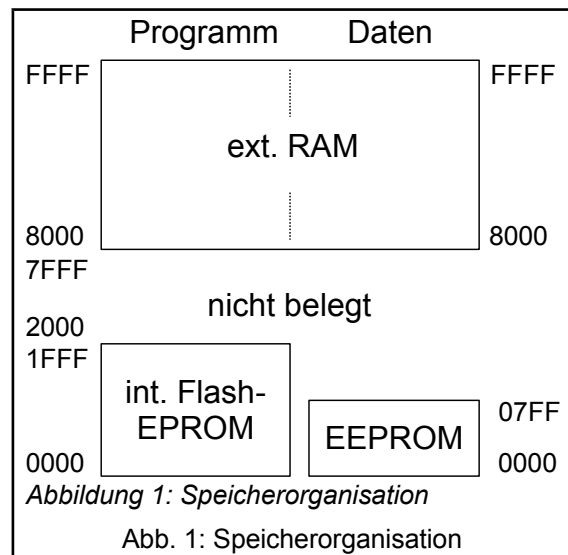 Programm Daten
FFFF FFFF
ext. RAM
8000 8000
7FFF
nicht belegt
2000
1FFF
int. Flash-
EPROM
07FF
EEPROM
0000 0000
Abbildung 1: Speicherorganisation
Abb. 1: Speicherorganisation